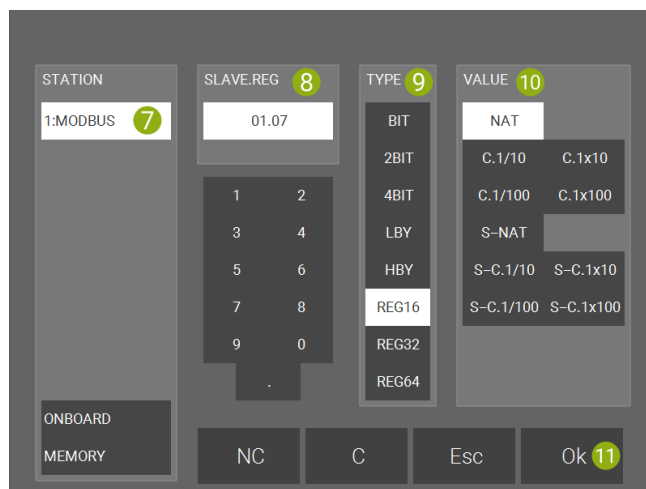 STATION
1:MODBUS 7
ONBOARD
MEMORY
SLAVE.REG 8
01.07
1 2
3 4
5 6
7 8
9 0
.
TYPE 9
BIT
2BIT
4BIT
LBY
HBY
REG16
REG32
REG64
VALUE 10
NAT
C.1/10 C.1x10
C.1/100 C.1x100
S–NAT
S–C.1/10 S–C.1x10
S–C.1/100 S–C.1x100
NC C Esc Ok 11